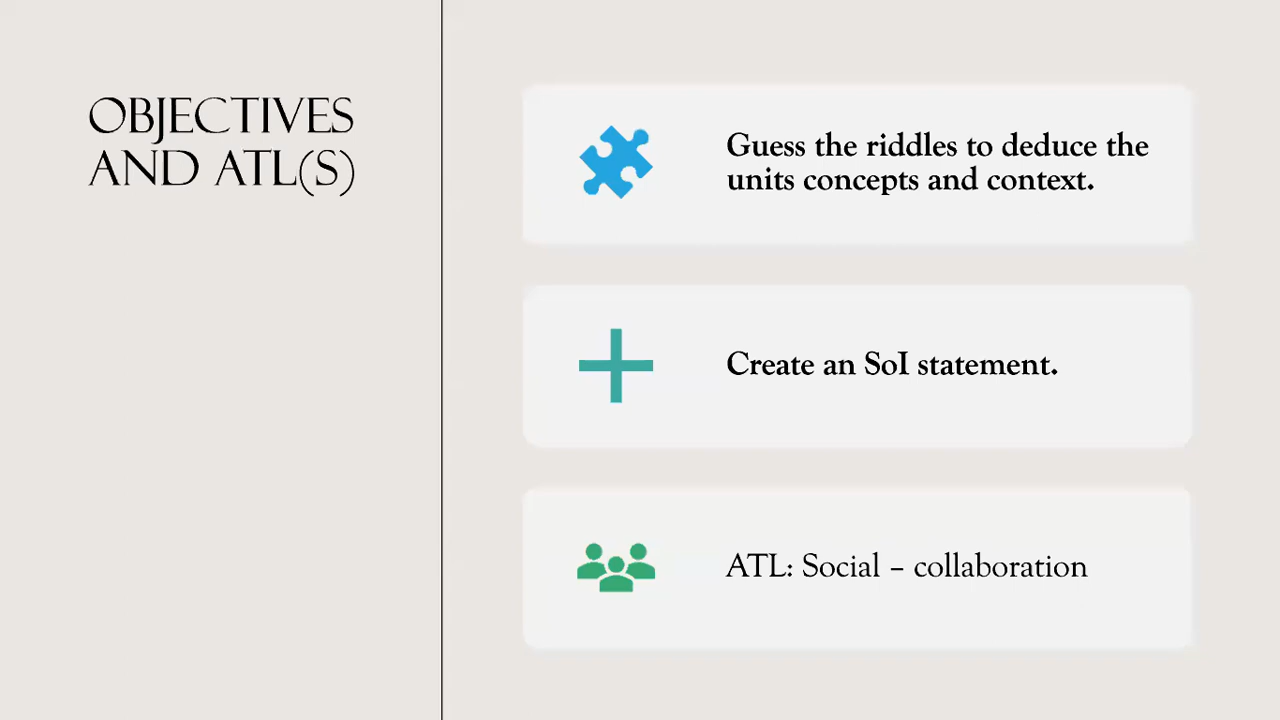 OBJECTIVES
AND ATL(S)
Guess the riddles to deduce the
units concepts and context.
Create an SoI statement.
ATL: Social – collaboration